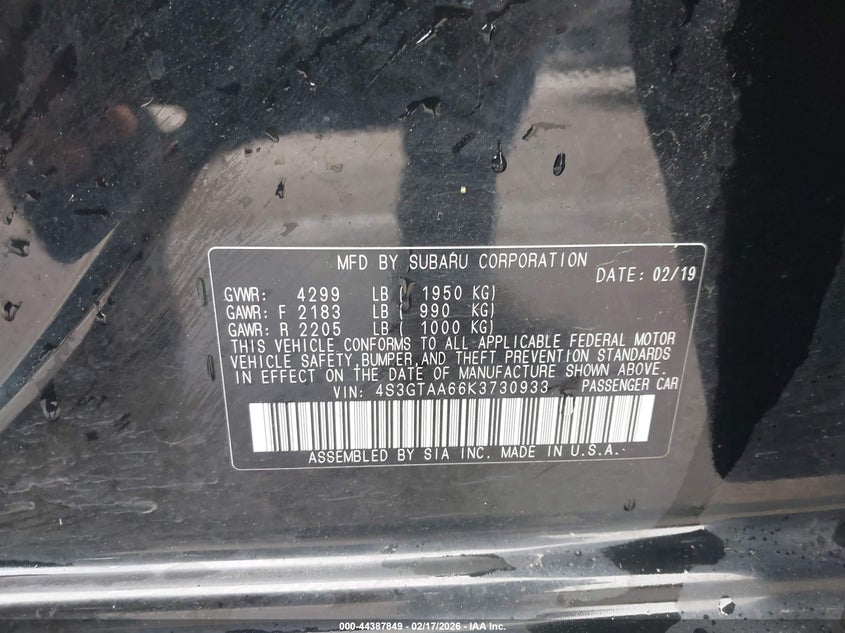 MFD BY SUBARU CORPORATION
DATE: 02/19
GVWR: 4299 LB ( 1950 KG)
GAWR: F 2183 LB ( 990 KG)
GAWR: R 2205 LB ( 1000 KG)
THIS VEHICLE CONFORMS TO ALL APPLICABLE FEDERAL MOTOR
VEHICLE SAFETY,BUMPER,AND THEFT PREVENTION STANDARDS
IN EFFECT ON THE DATE OF MANUFACTURE SHOWN ABOVE.
VIN: 4S3GTAA66K3730933 PASSENGER CAR
ASSEMBLED BY SIA INC. MADE IN U.S.A.
000-44387849 - 02/17/2026 - IAA Inc.